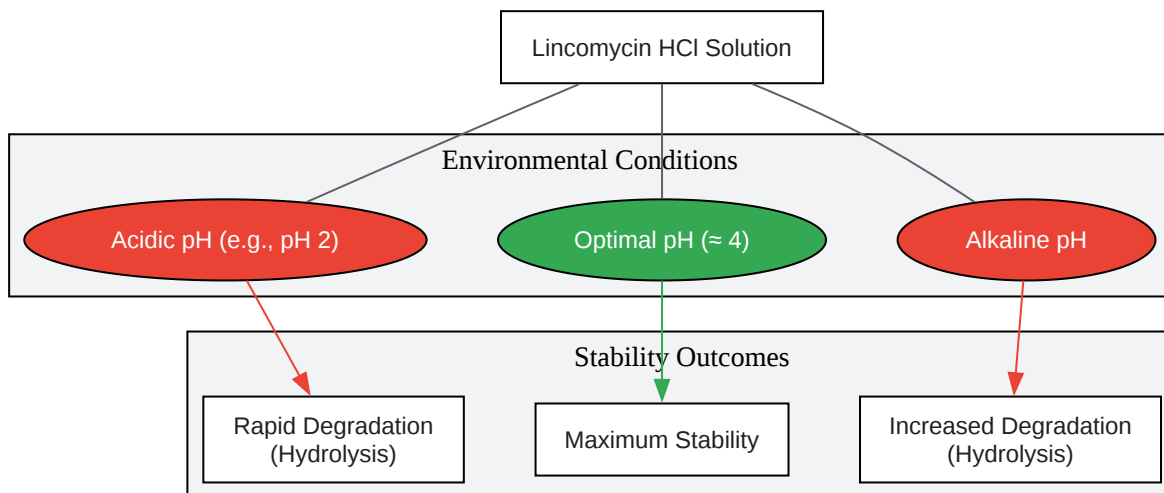 Lincomycin HCl Solution
Environmental Conditions
Acidic pH (e.g., pH 2)
Optimal pH (≈ 4)
Alkaline pH
Stability Outcomes
Rapid Degradation
(Hydrolysis)
Maximum Stability
Increased Degradation
(Hydrolysis)